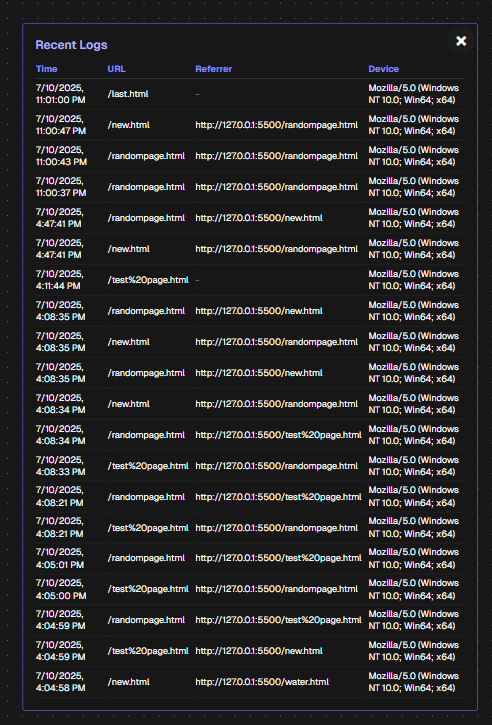 Recent Logs
Time URL Referrer Device
7/10/2025, 11:01:00 PM /last.html - Mozilla/5.0 (Windows NT 10.0; Win64; x64)
7/10/2025, 11:00:47 PM /new.html http://127.0.0.1:5500/randompage.html Mozilla/5.0 (Windows NT 10.0; Win64; x64)
7/10/2025, 11:00:43 PM /randompage.html http://127.0.0.1:5500/randompage.html Mozilla/5.0 (Windows NT 10.0; Win64; x64)
7/10/2025, 11:00:37 PM /randompage.html http://127.0.0.1:5500/randompage.html Mozilla/5.0 (Windows NT 10.0; Win64; x64)
7/10/2025, 4:47:41 PM /randompage.html http://127.0.0.1:5500/new.html Mozilla/5.0 (Windows NT 10.0; Win64; x64)
7/10/2025, 4:47:41 PM /new.html http://127.0.0.1:5500/randompage.html Mozilla/5.0 (Windows NT 10.0; Win64; x64)
7/10/2025, 4:11:44 PM /test%20page.html - Mozilla/5.0 (Windows NT 10.0; Win64; x64)
7/10/2025, 4:08:35 PM /randompage.html http://127.0.0.1:5500/new.html Mozilla/5.0 (Windows NT 10.0; Win64; x64)
7/10/2025, 4:08:35 PM /new.html http://127.0.0.1:5500/randompage.html Mozilla/5.0 (Windows NT 10.0; Win64; x64)
7/10/2025, 4:08:35 PM /randompage.html http://127.0.0.1:5500/new.html Mozilla/5.0 (Windows NT 10.0; Win64; x64)
7/10/2025, 4:08:34 PM /new.html http://127.0.0.1:5500/randompage.html Mozilla/5.0 (Windows NT 10.0; Win64; x64)
7/10/2025, 4:08:34 PM /randompage.html http://127.0.0.1:5500/test%20page.html Mozilla/5.0 (Windows NT 10.0; Win64; x64)
7/10/2025, 4:08:33 PM /test%20page.html http://127.0.0.1:5500/randompage.html Mozilla/5.0 (Windows NT 10.0; Win64; x64)
7/10/2025, 4:08:21 PM /randompage.html http://127.0.0.1:5500/test%20page.html Mozilla/5.0 (Windows NT 10.0; Win64; x64)
7/10/2025, 4:08:21 PM /test%20page.html http://127.0.0.1:5500/randompage.html Mozilla/5.0 (Windows NT 10.0; Win64; x64)
7/10/2025, 4:05:01 PM /randompage.html http://127.0.0.1:5500/test%20page.html Mozilla/5.0 (Windows NT 10.0; Win64; x64)
7/10/2025, 4:05:00 PM /test%20page.html http://127.0.0.1:5500/randompage.html Mozilla/5.0 (Windows NT 10.0; Win64; x64)
7/10/2025, 4:04:59 PM /randompage.html http://127.0.0.1:5500/test%20page.html Mozilla/5.0 (Windows NT 10.0; Win64; x64)
7/10/2025, 4:04:59 PM /test%20page.html http://127.0.0.1:5500/new.html Mozilla/5.0 (Windows NT 10.0; Win64; x64)
7/10/2025, 4:04:58 PM /new.html http://127.0.0.1:5500/water.html Mozilla/5.0 (Windows NT 10.0; Win64; x64)